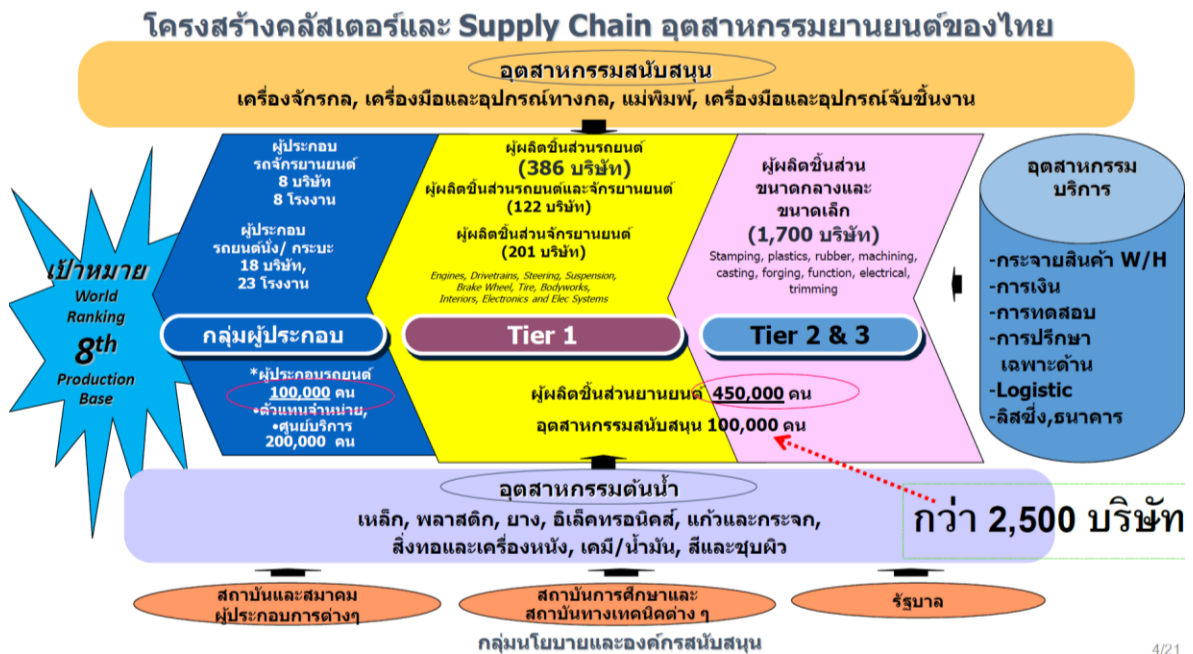 โครงสร้างคลัสเตอร์และ Supply Chain อุตสาหกรรมยานยนต์ของไทย
อุตสาหกรรมสนับสนุน
เครื่องจักรกล, เครื่องมือและอุปกรณ์ทางกล, แม่พิมพ์, เครื่องมือและอุปกรณ์จับชิ้นงาน
เป้าหมาย
World
Ranking
8th
Production
Base
ผู้ประกอบ
รถจักรยานยนต์
8 บริษัท
8 โรงงาน
ผู้ประกอบ
รถยนต์นั่ง/ กระบะ
18 บริษัท,
23 โรงงาน
กลุ่มผู้ประกอบ
*ผู้ประกอบรถยนต์
100,000 คน
•ตัวแทนจำหน่าย,
•ศูนย์บริการ
200,000 คน
ผู้ผลิตชิ้นส่วนรถยนต์
(386 บริษัท)
ผู้ผลิตชิ้นส่วนรถยนต์และจักรยานยนต์
(122 บริษัท)
ผู้ผลิตชิ้นส่วนจักรยานยนต์
(201 บริษัท)
Engines, Drivetrains, Steering, Suspension,
Brake Wheel, Tire, Bodyworks,
Interiors, Electronics and Elec Systems
Tier 1
ผู้ผลิตชิ้นส่วน
ขนาดกลางและ
ขนาดเล็ก
(1,700 บริษัท)
Stamping, plastics, rubber, machining,
casting, forging, function, electrical,
trimming
Tier 2 & 3
ผู้ผลิตชิ้นส่วนยานยนต์ 450,000 คน
อุตสาหกรรมสนับสนุน 100,000 คน
อุตสาหกรรม
บริการ
-กระจายสินค้า W/H
-การเงิน
-การทดสอบ
-การปรึกษา
เฉพาะด้าน
-Logistic
-ลิสซิ่ง,ธนาคาร
อุตสาหกรรมต้นน้ำ
เหล็ก, พลาสติก, ยาง, อิเล็คทรอนิคส์, แก้วและกระจก,
สิ่งทอและเครื่องหนัง, เคมี/น้ำมัน, สีและชุบผิว
กว่า 2,500 บริษัท
สถาบันและสมาคม
ผู้ประกอบการต่างๆ
สถาบันการศึกษาและ
สถาบันทางเทคนิคต่าง ๆ
รัฐบาล
กลุ่มนโยบายและองค์กรสนับสนุน
4/21